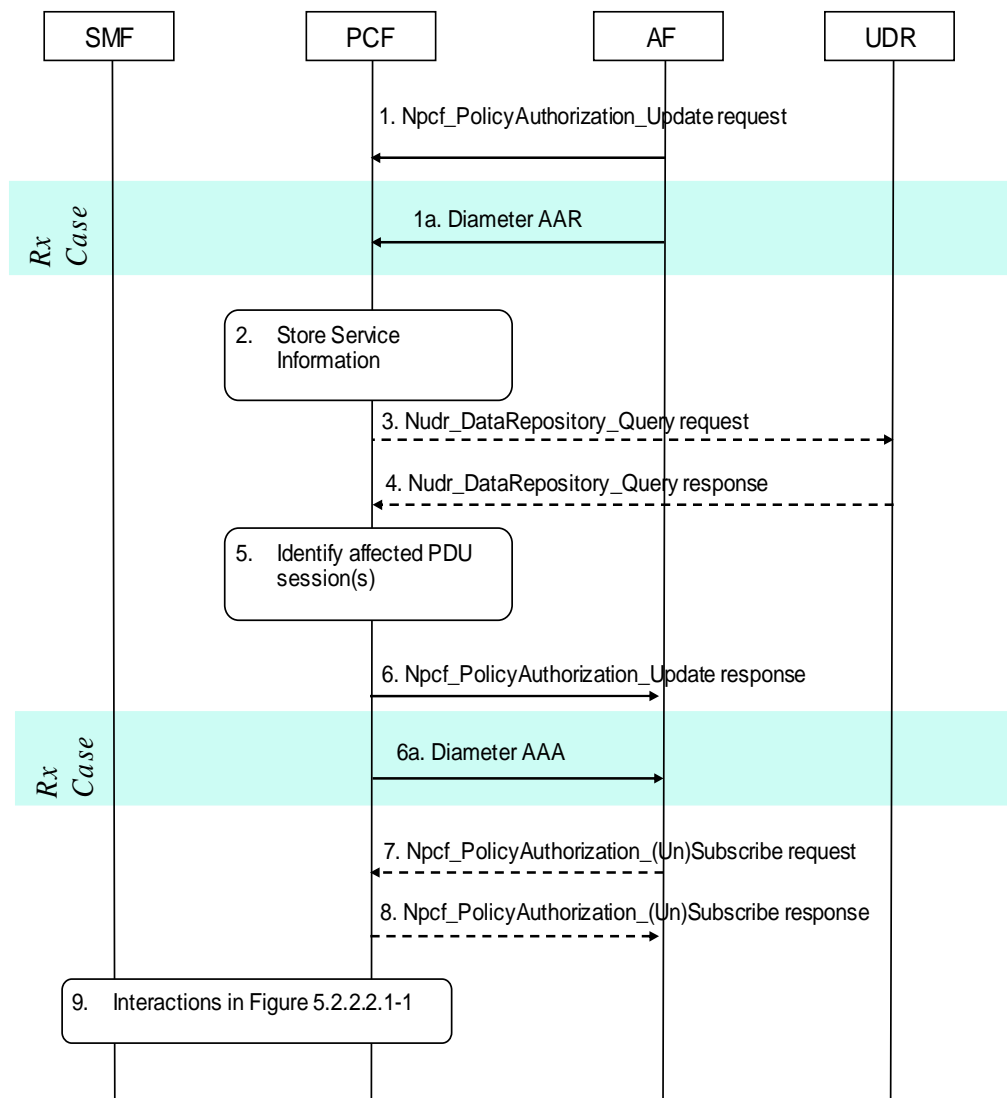 SMF
PCF
AF
UDR
1. Npcf_PolicyAuthorization_Update request
Rx
Case
1a. Diameter AAR
2. Store Service
Information
3. Nudr_DataRepository_Query request
4. Nudr_DataRepository_Query response
5. Identify affected PDU
session(s)
6. Npcf_PolicyAuthorization_Update response
Rx
Case
6a. Diameter AAA
7. Npcf_PolicyAuthorization_(Un)Subscribe request
8. Npcf_PolicyAuthorization_(Un)Subscribe response
9. Interactions in Figure 5.2.2.2.1-1